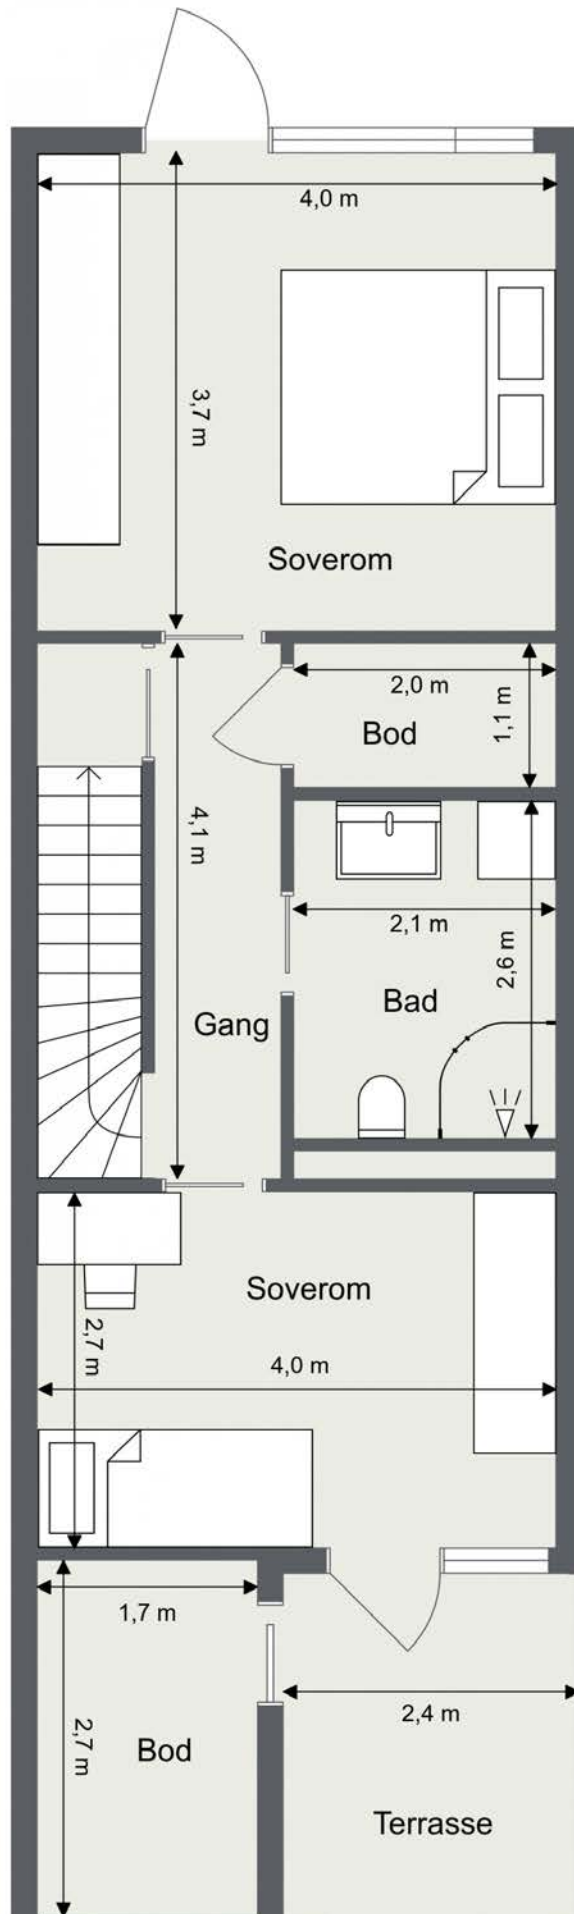 4,0 m
3,7 m
Soverom
2,0 m
1,1 m
Bod
4,1 m
2,1 m
2,6 m
Bad
Gang
Soverom
2,7 m
4,0 m
1,7 m
2,4 m
2,7 m
Bod
Terrasse